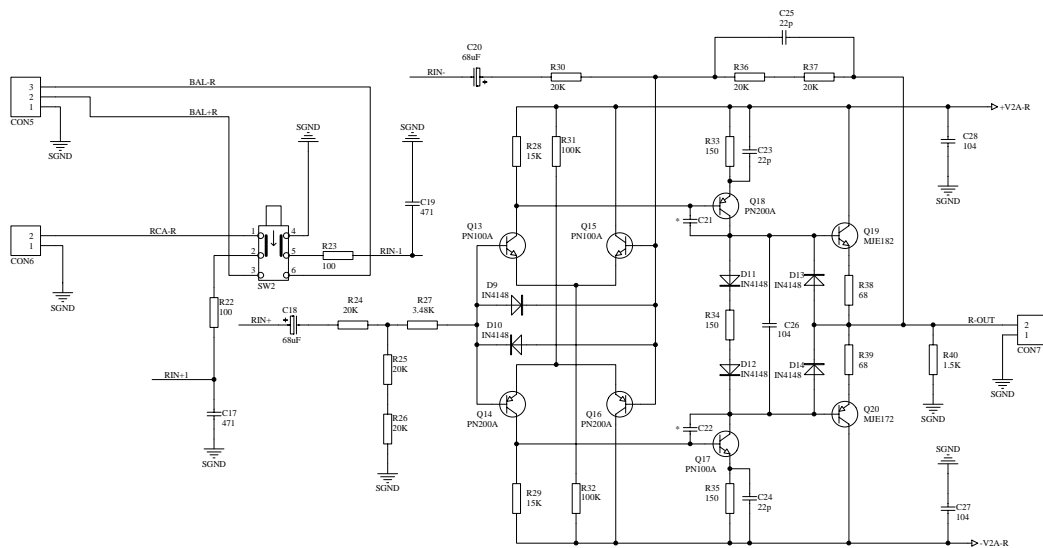 C25
22p
C20
68uF
RIN-
R30
20K
R36
20K
R37
20K
3
2
1
CON5
SGND
BAL-R
BAL+R
SGND
SGND
+V2A-R
R28
15K
R31
100K
R33
150
C23
22p
C28
104
SGND
C19
471
Q18
PN200A
* C21
2
1
CON6
SGND
RCA-R
1
2
3
4
5
6
SW2
R23
100
RIN-1
Q13
PN100A
Q15
PN100A
Q19
MJE182
D9
IN4148
D10
IN4148
D11
IN4148
D13
IN4148
R38
68
R22
100
RIN+
C18
68uF
R24
20K
R27
3.48K
R34
150
C26
104
R-OUT
2
1
CON7
SGND
R25
20K
D12
IN4148
D14
IN4148
R39
68
R40
1.5K
SGND
RIN+1
C17
471
SGND
R26
20K
SGND
Q14
PN200A
Q16
PN200A
* C22
Q20
MJE172
Q17
PN100A
SGND
R29
15K
R32
100K
R35
150
C24
22p
C27
104
-V2A-R